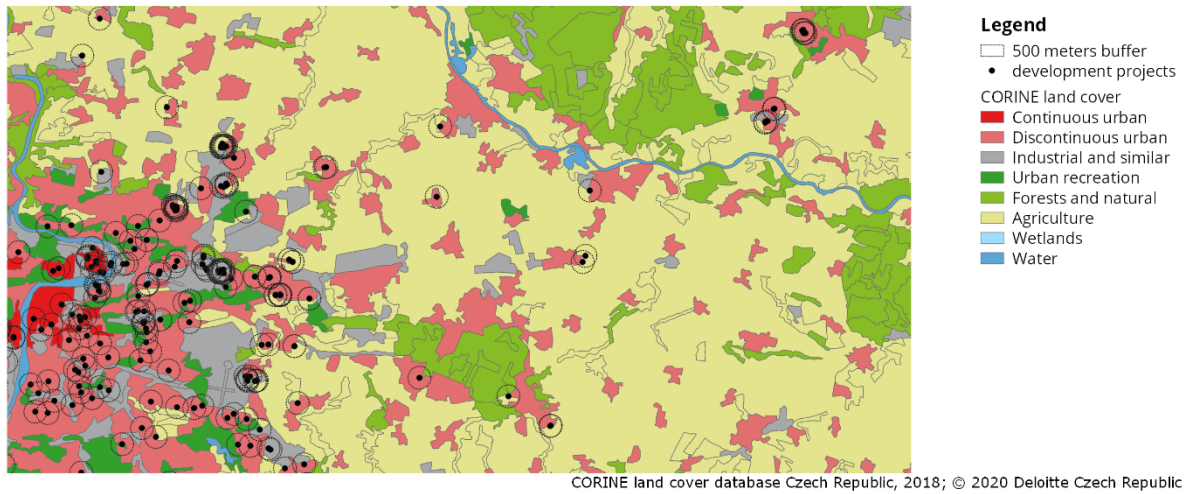 Legend
500 meters buffer
development projects
CORINE land cover
Continuous urban
Discontinuous urban
Industrial and similar
Urban recreation
Forests and natural
Agriculture
Wetlands
Water
CORINE land cover database Czech Republic, 2018; © 2020 Deloitte Czech Republic